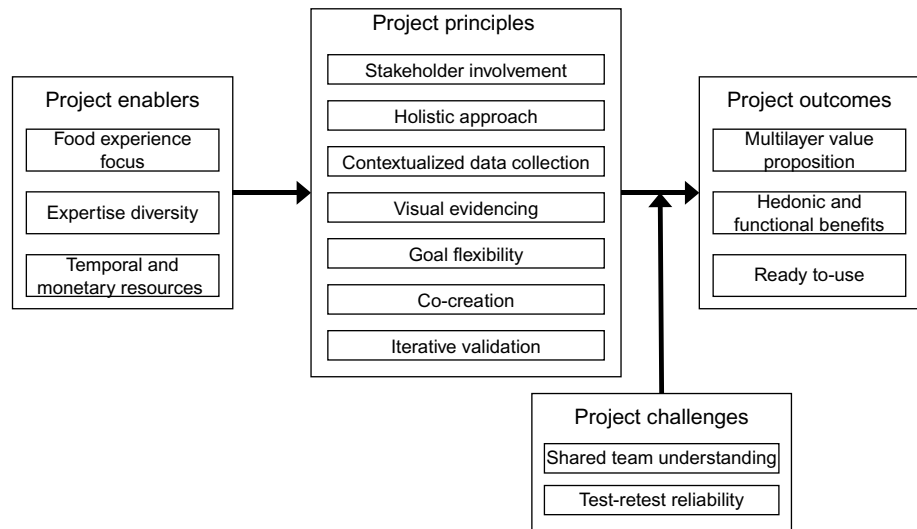 Project enablers
Food experience
focus
Expertise diversity
Temporal and
monetary resources
Project principles
Stakeholder involvement
Holistic approach
Contextualized data collection
Visual evidencing
Goal flexibility
Co-creation
Iterative validation
Project outcomes
Multilayer value
proposition
Hedonic and
functional benefits
Ready to-use
Project challenges
Shared team understanding
Test-retest reliability